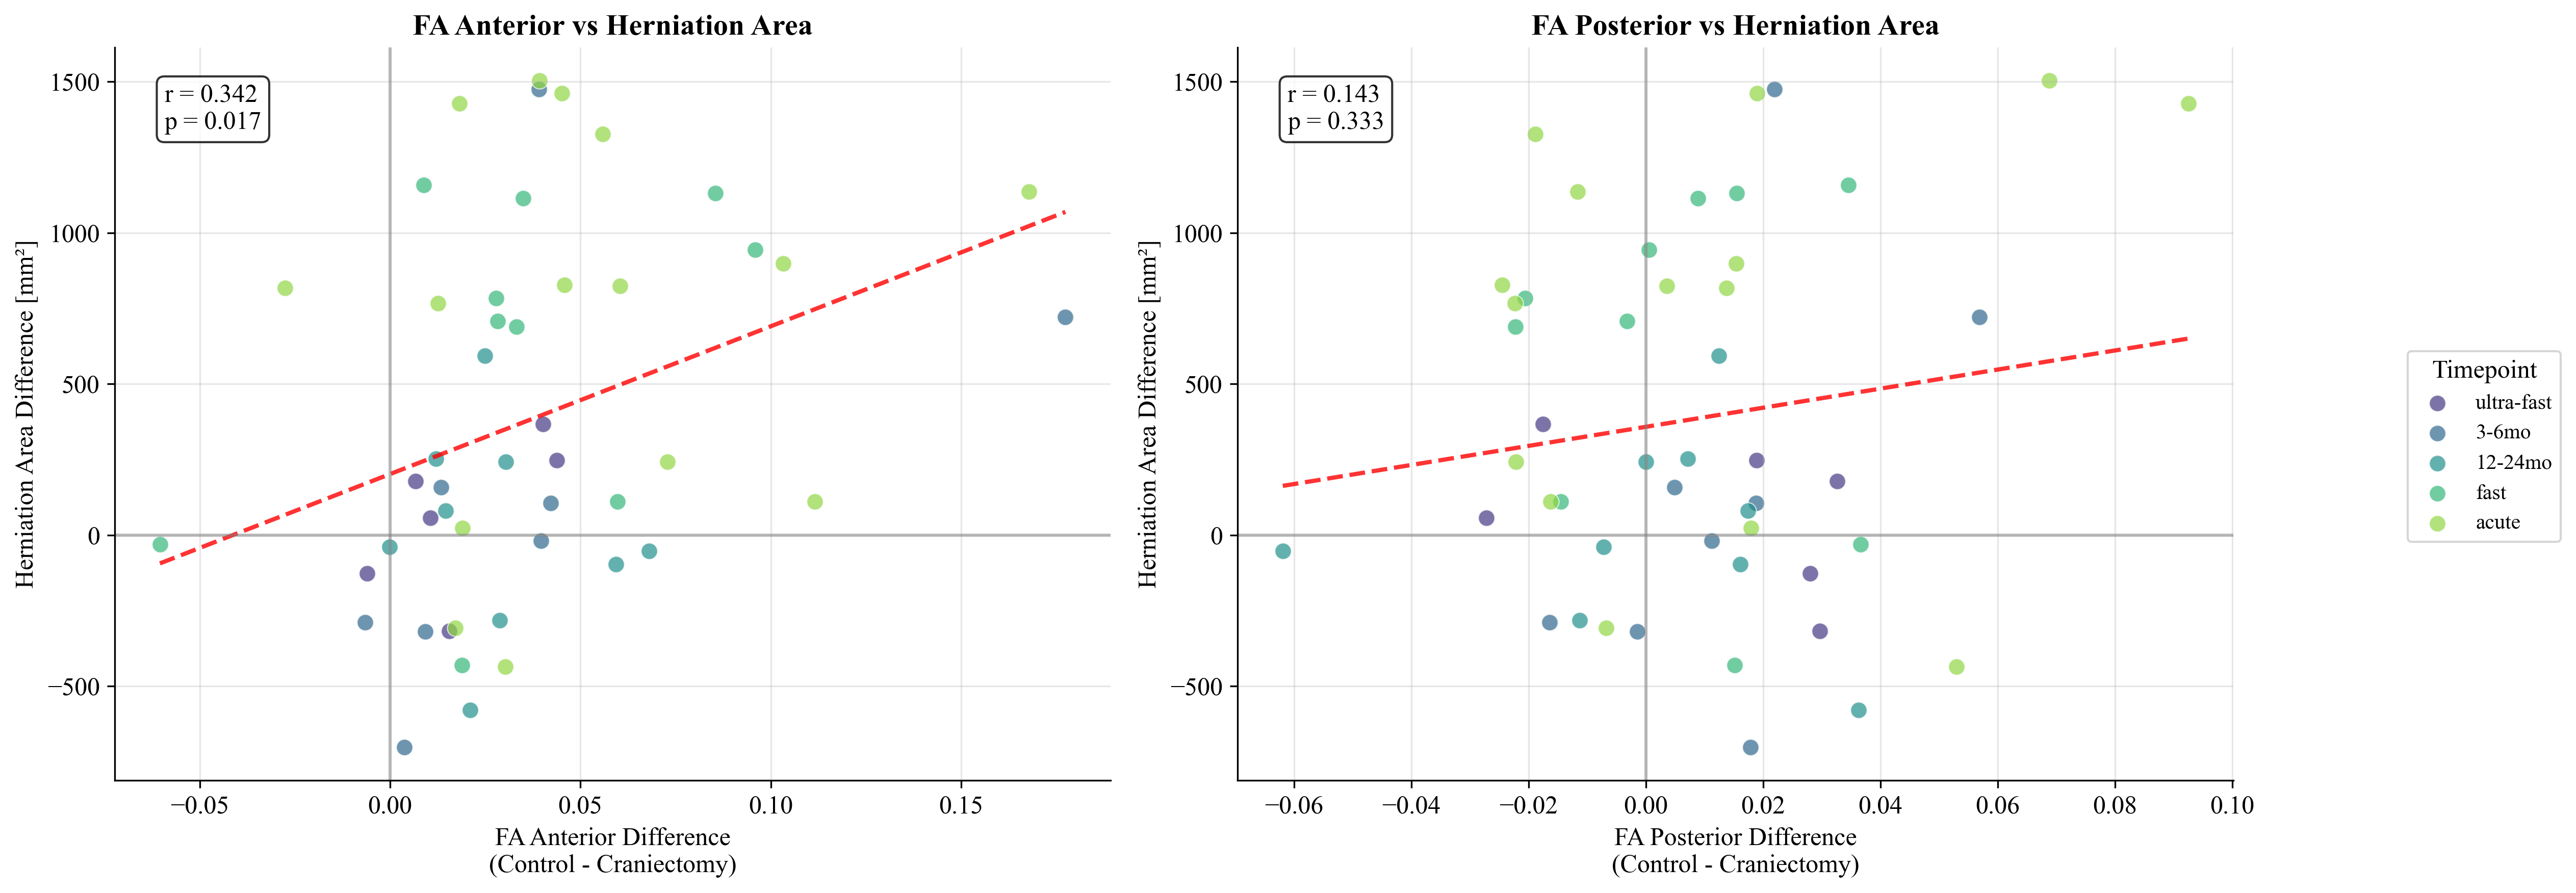 FA Anterior vs Herniation Area
r = 0.342
p = 0.017
1500
1000
500
0
−500
Herniation Area Difference [mm²]
−0.05
0.00
0.05
0.10
0.15
FA Anterior Difference
(Control - Craniectomy)
FA Posterior vs Herniation Area
r = 0.143
p = 0.333
1500
1000
500
0
−500
Herniation Area Difference [mm²]
−0.06
−0.04
−0.02
0.00
0.02
0.04
0.06
0.08
0.10
FA Posterior Difference
(Control - Craniectomy)
Timepoint
ultra-fast
3-6mo
12-24mo
fast
acute